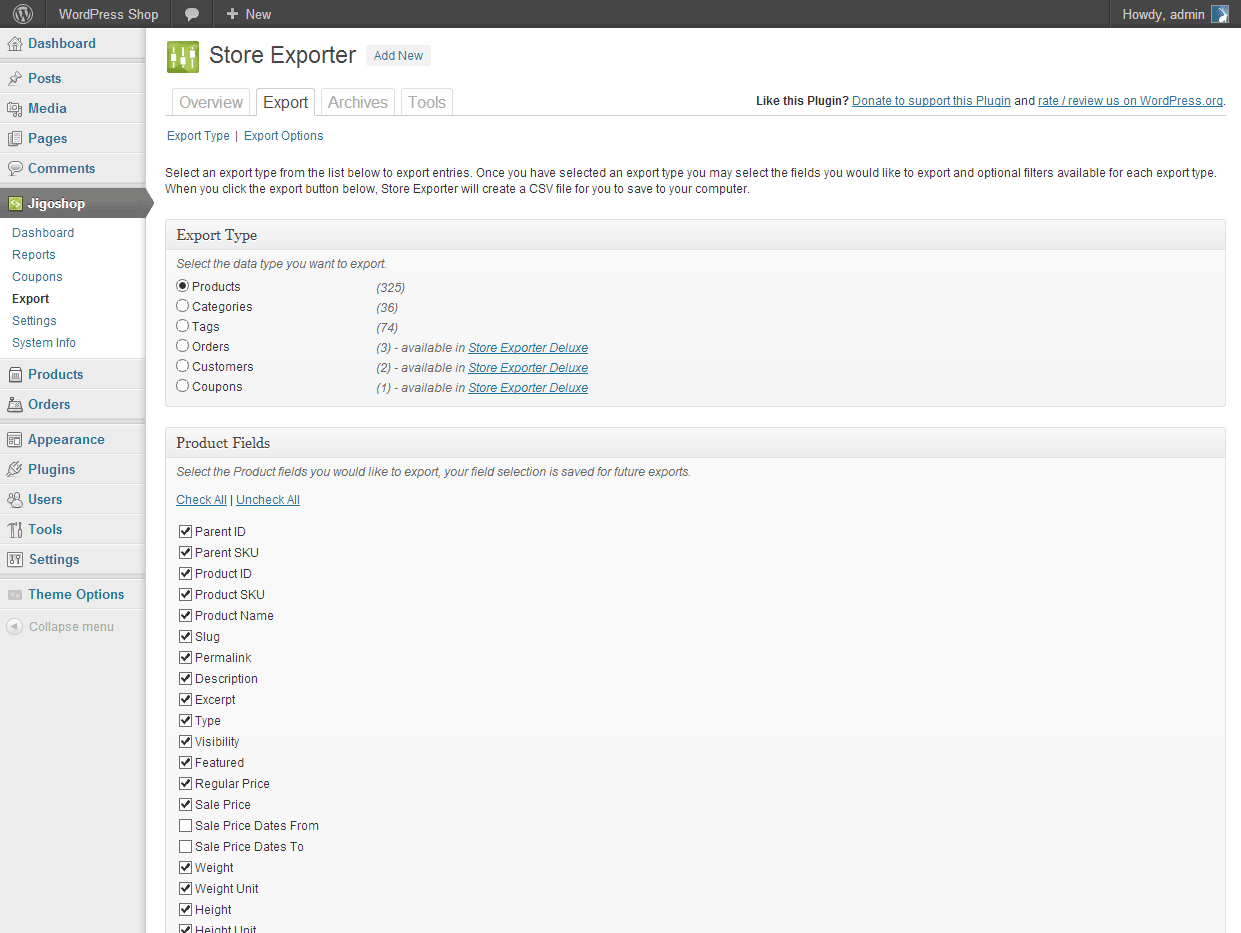 WordPress Shop
+ New
Howdy, admin
Dashboard
Posts
Media
Pages
Comments
Jigoshop
Dashboard
Reports
Coupons
Export
Settings
System Info
Products
Orders
Appearance
Plugins
Users
Tools
Settings
Theme Options
Collapse menu
Store Exporter Add New
Overview Export Archives Tools
Like this Plugin? Donate to support this Plugin and rate / review us on WordPress.org.
Export Type | Export Options
Select an export type from the list below to export entries. Once you have selected an export type you may select the fields you would like to export and optional filters available for each export type.
When you click the export button below, Store Exporter will create a CSV file for you to save to your computer.
Export Type
Select the data type you want to export.
Products (325)
Categories (36)
Tags (74)
Orders (3) - available in Store Exporter Deluxe
Customers (2) - available in Store Exporter Deluxe
Coupons (1) - available in Store Exporter Deluxe
Product Fields
Select the Product fields you would like to export, your field selection is saved for future exports.
Check All | Uncheck All
Parent ID
Parent SKU
Product ID
Product SKU
Product Name
Slug
Permalink
Description
Excerpt
Type
Visibility
Featured
Regular Price
Sale Price
Sale Price Dates From
Sale Price Dates To
Weight
Weight Unit
Height
Height Unit